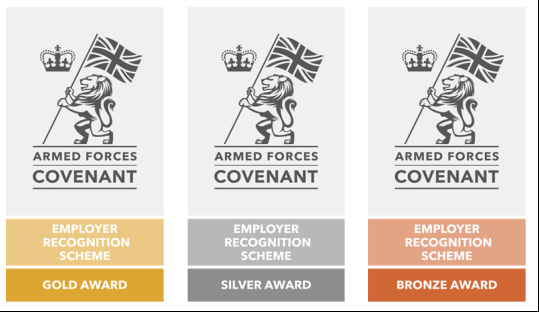 ARMED FORCES
COVENANT
EMPLOYER
RECOGNITION
SCHEME
GOLD AWARD
ARMED FORCES
COVENANT
EMPLOYER
RECOGNITION
SCHEME
SILVER AWARD
ARMED FORCES
COVENANT
EMPLOYER
RECOGNITION
SCHEME
BRONZE AWARD